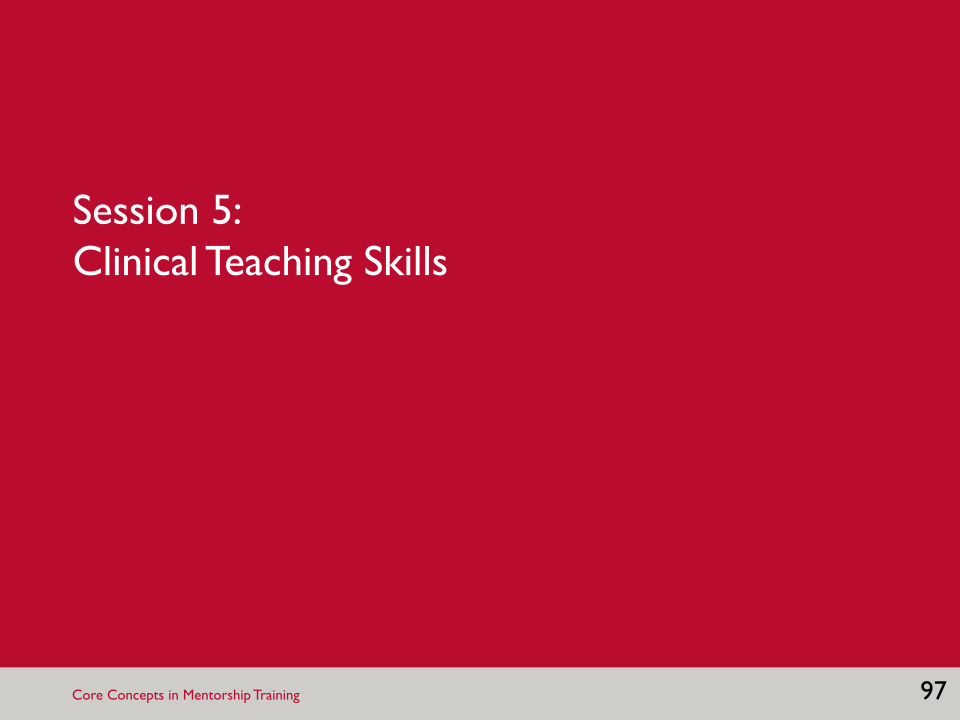 Session 5:
Clinical Teaching Skills
Core Concepts in Mentorship Training
97